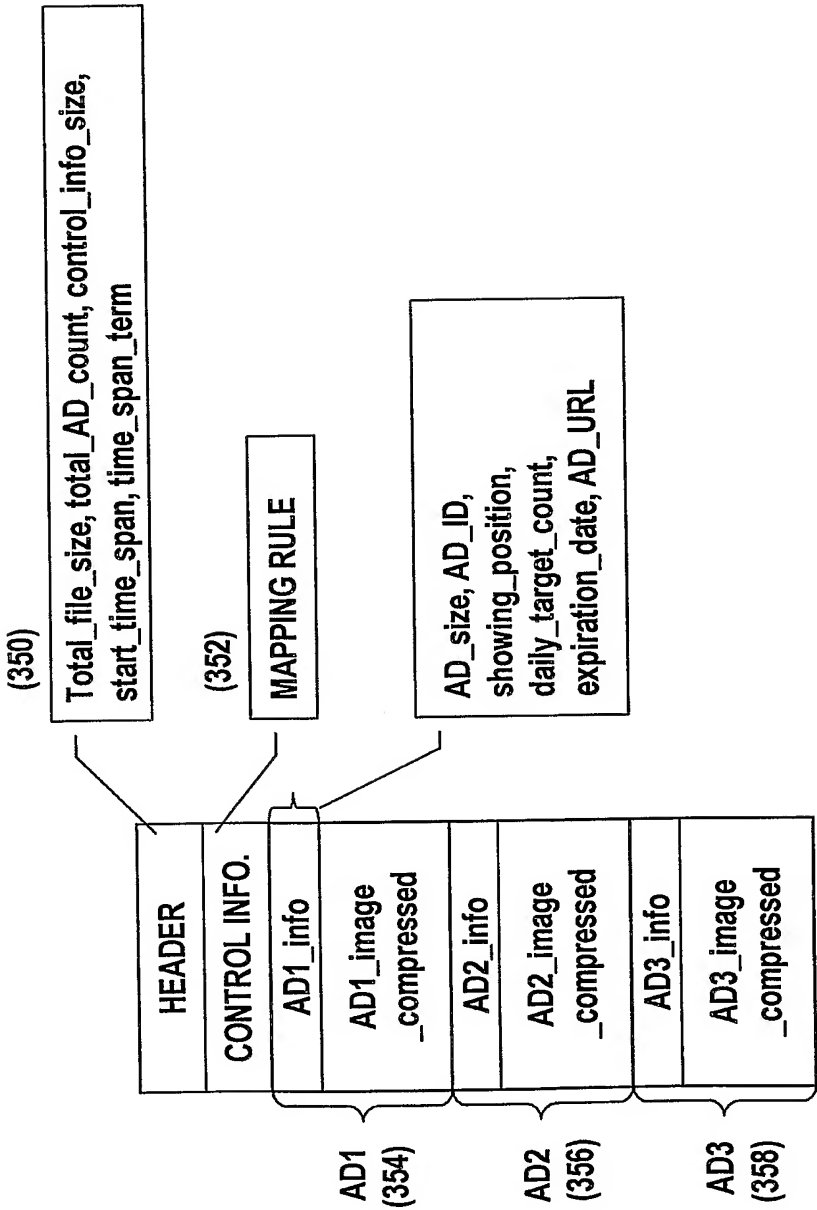 (350)
Total_file_size, total_AD_count, control_info_size,
start_time_span, time_span_term
(352)
MAPPING RULE
AD_size, AD_ID,
showing_position,
daily_target_count,
expiration_date, AD_URL
HEADER
CONTROL INFO.
AD1_info
AD1_image
_compressed
AD2_info
AD2_image
_compressed
AD3_info
AD3_image
_compressed
AD1
(354)
AD2
(356)
AD3
(358)